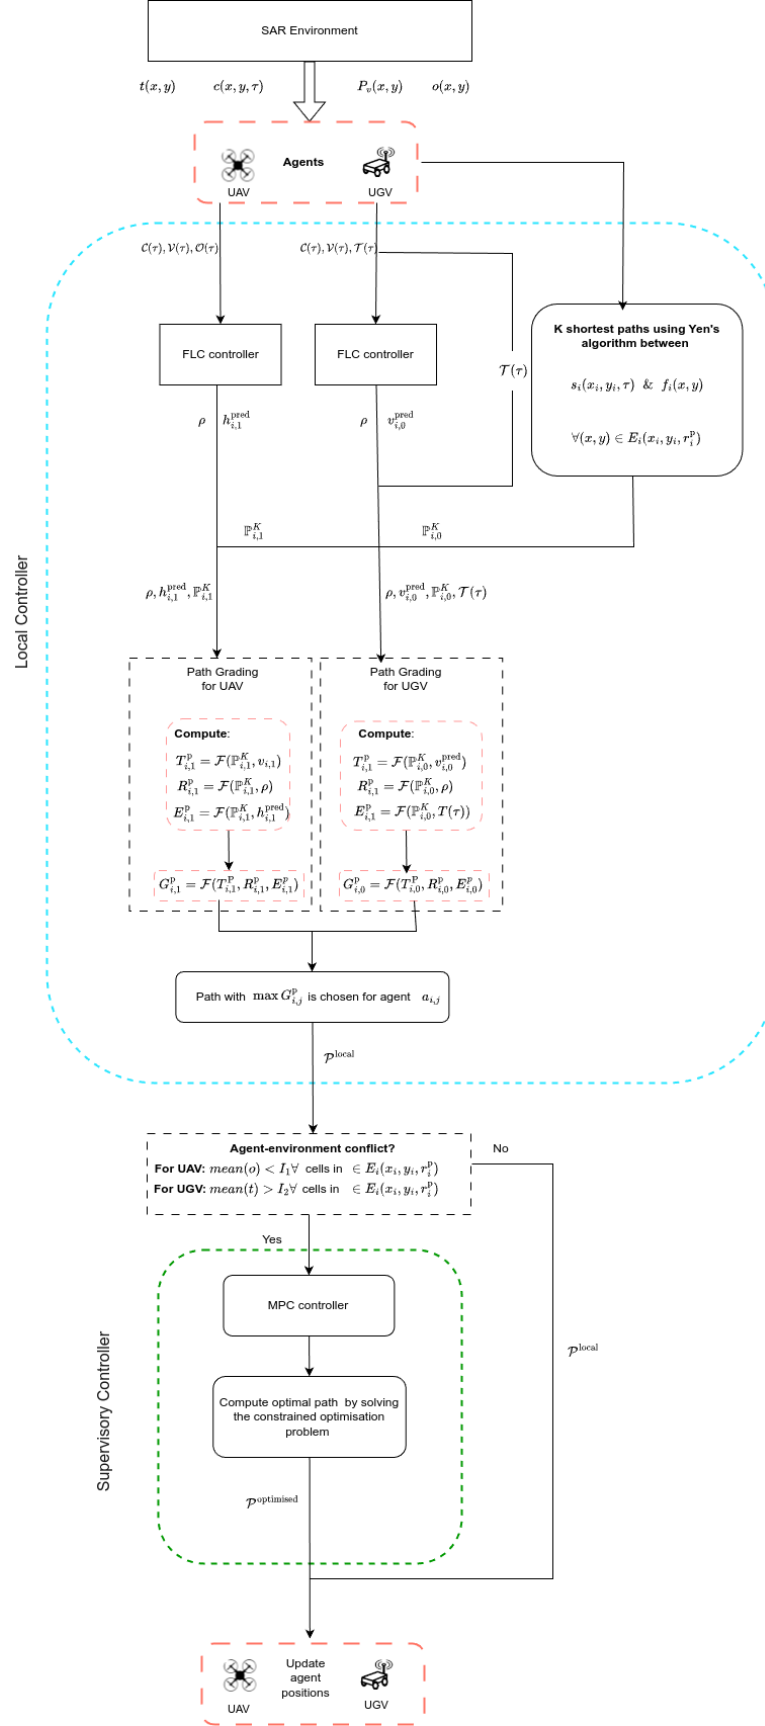 SAR Environment
t(x, y) c(x, y, τ) P_v(x, y) o(x, y)
Agents
UAV UGV
𝒞(τ), 𝒱(τ), 𝒪(τ) 𝒞(τ), 𝒱(τ), 𝒯(τ)
FLC controller
FLC controller
𝒯(τ)
K shortest paths using Yen's
algorithm between
s_i(x_i, y_i, τ) & f_i(x, y)
∀(x, y) ∈ E_i(x_i, y_i, r_i^p)
ρ h_{i,1}^{pred}
ρ v_{i,0}^{pred}
ℙ_{i,1}^K ℙ_{i,0}^K
ρ, h_{i,1}^{pred}, ℙ_{i,1}^K
ρ, v_{i,0}^{pred}, ℙ_{i,0}^K, 𝒯(τ)
Local Controller
Path Grading
for UAV
Compute:
T_{i,1}^p = ℱ(ℙ_{i,1}^K, v_{i,1})
R_{i,1}^p = ℱ(ℙ_{i,1}^K, ρ)
E_{i,1}^p = ℱ(ℙ_{i,1}^K, h_{i,1}^{pred})
G_{i,1}^p = ℱ(T_{i,1}^p, R_{i,1}^p, E_{i,1}^p)
Path Grading
for UGV
Compute:
T_{i,1}^p = ℱ(ℙ_{i,0}^K, v_{i,0}^{pred})
R_{i,1}^p = ℱ(ℙ_{i,0}^K, ρ)
E_{i,1}^p = ℱ(ℙ_{i,0}^K, T(τ))
G_{i,0}^p = ℱ(T_{i,0}^p, R_{i,0}^p, E_{i,0}^p)
Path with max G_{i,j}^p is chosen for agent a_{i,j}
𝒫^{local}
Agent-environment conflict?
For UAV: mean(o) < I_1 ∀ cells in ∈ E_i(x_i, y_i, r_i^p)
For UGV: mean(t) > I_2 ∀ cells in ∈ E_i(x_i, y_i, r_i^p)
No
Yes
MPC controller
𝒫^{local}
Compute optimal path by solving
the constrained optimisation
problem
Supervisory Controller
𝒫^{optimised}
Update
agent
positions
UAV UGV